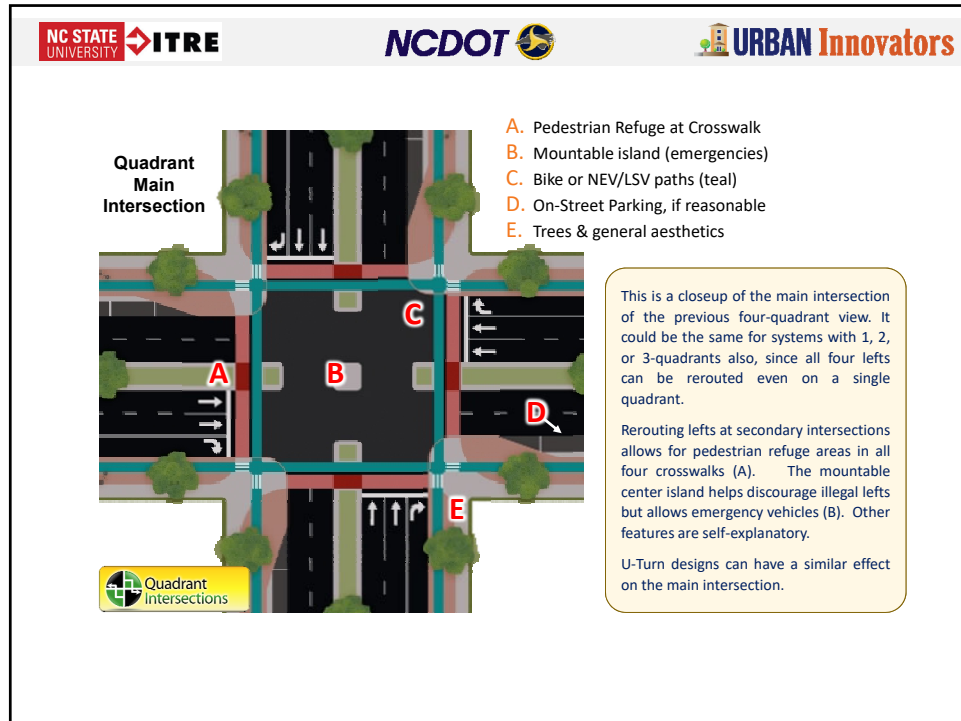 NC STATE
UNIVERSITY
ITRE
NCDOT
URBAN Innovators
Quadrant
Main
Intersection
A. Pedestrian Refuge at Crosswalk
B. Mountable island (emergencies)
C. Bike or NEV/LSV paths (teal)
D. On-Street Parking, if reasonable
E. Trees & general aesthetics
C
A
B
D
E
This is a closeup of the main intersection
of the previous four-quadrant view. It
could be the same for systems with 1, 2,
or 3-quadrants also, since all four lefts
can be rerouted even on a single
quadrant.
Rerouting lefts at secondary intersections
allows for pedestrian refuge areas in all
four crosswalks (A). The mountable
center island helps discourage illegal lefts
but allows emergency vehicles (B). Other
features are self-explanatory.
U-Turn designs can have a similar effect
on the main intersection.
Quadrant
Intersections